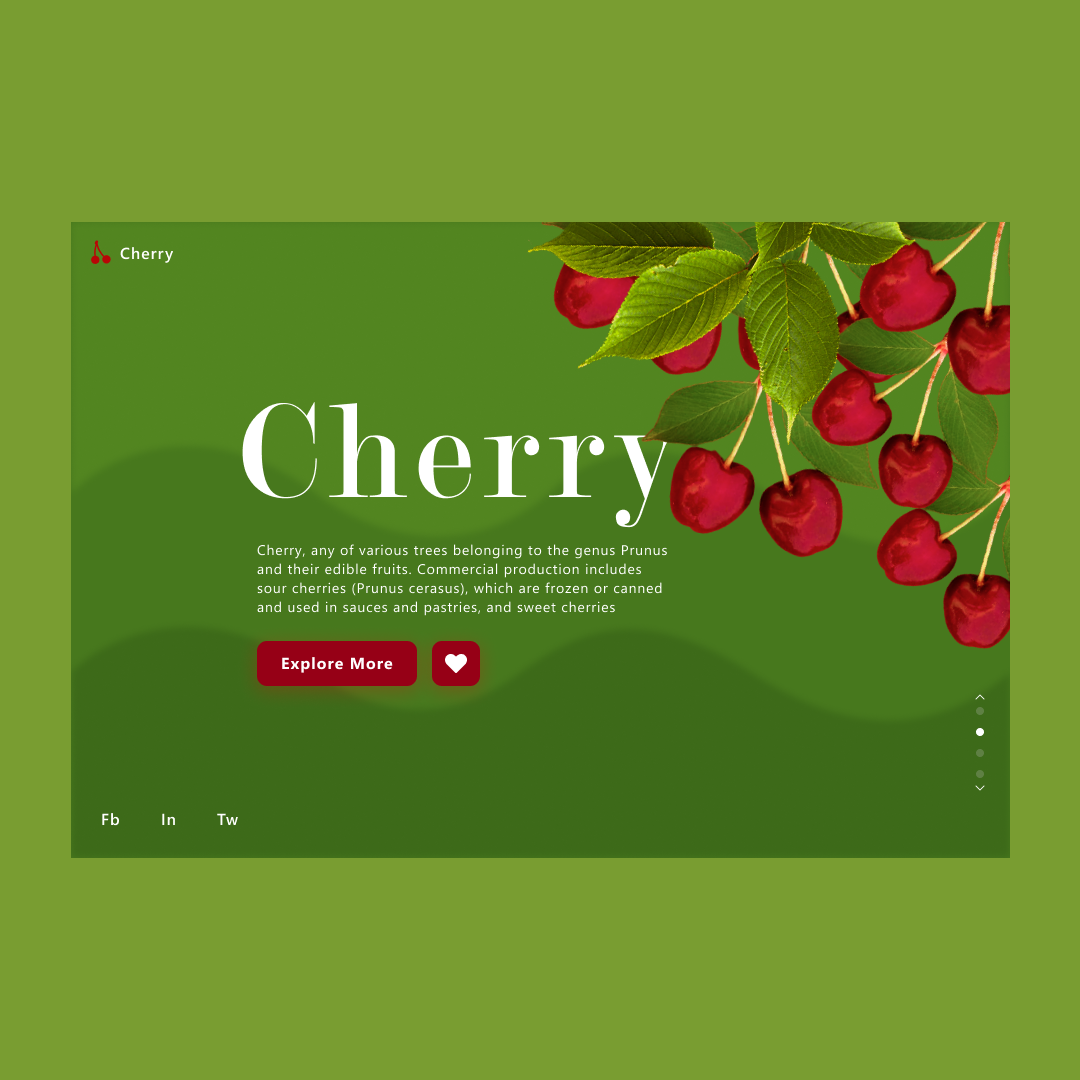 Cherry
Cherry
Cherry, any of various trees belonging to the genus Prunus
and their edible fruits. Commercial production includes
sour cherries (Prunus cerasus), which are frozen or canned
and used in sauces and pastries, and sweet cherries
Explore More
Fb In Tw